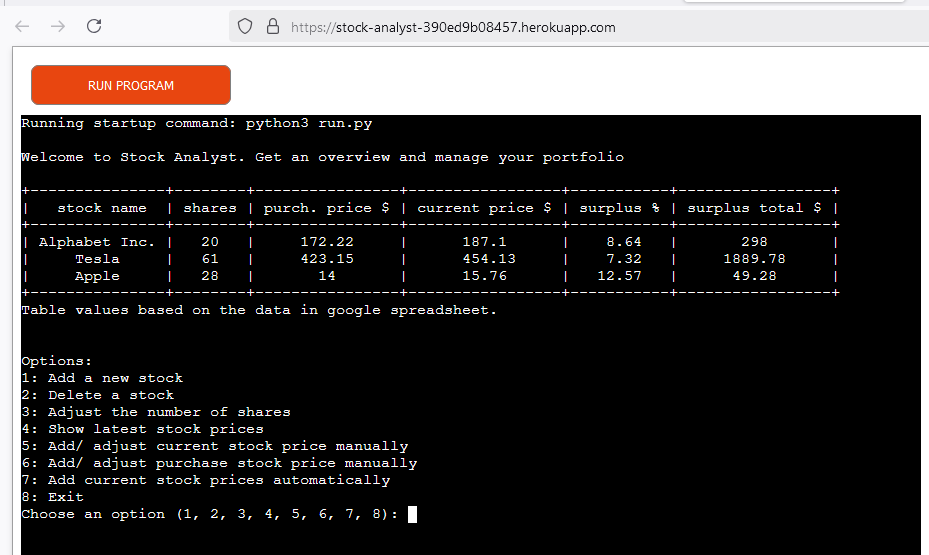 https://stock-analyst-390ed9b08457.herokuapp.com
RUN PROGRAM
Running startup command: python3 run.py
Welcome to Stock Analyst. Get an overview and manage your portfolio
+---------------+--------+----------------+-----------------+-----------+-----------------+
| stock name | shares | purch. price $ | current price $ | surplus % | surplus total $ |
+---------------+--------+----------------+-----------------+-----------+-----------------+
| Alphabet Inc. | 20 | 172.22 | 187.1 | 8.64 | 298 |
| Tesla | 61 | 423.15 | 454.13 | 7.32 | 1889.78 |
| Apple | 28 | 14 | 15.76 | 12.57 | 49.28 |
+---------------+--------+----------------+-----------------+-----------+-----------------+
Table values based on the data in google spreadsheet.
Options:
1: Add a new stock
2: Delete a stock
3: Adjust the number of shares
4: Show latest stock prices
5: Add/ adjust current stock price manually
6: Add/ adjust purchase stock price manually
7: Add current stock prices automatically
8: Exit
Choose an option (1, 2, 3, 4, 5, 6, 7, 8):